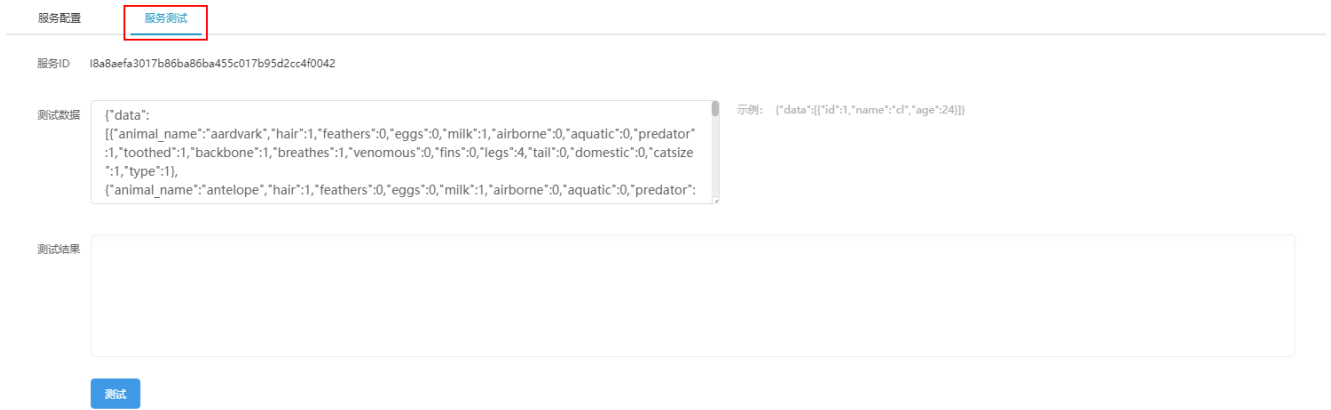 服务配置 服务测试
服务ID I8a8aefa3017b86ba86ba455c017b95d2cc4f0042
测试数据 {"data": 示例: {"data":[{"id":1,"name":"cl","age":24}]}
[{"animal_name":"aardvark","hair":1,"feathers":0,"eggs":0,"milk":1,"airborne":0,"aquatic":0,"predator"
:1,"toothed":1,"backbone":1,"breathes":1,"venomous":0,"fins":0,"legs":4,"tail":0,"domestic":0,"catsize
":1,"type":1},
{"animal_name":"antelope","hair":1,"feathers":0,"eggs":0,"milk":1,"airborne":0,"aquatic":0,"predator":
测试结果
测试